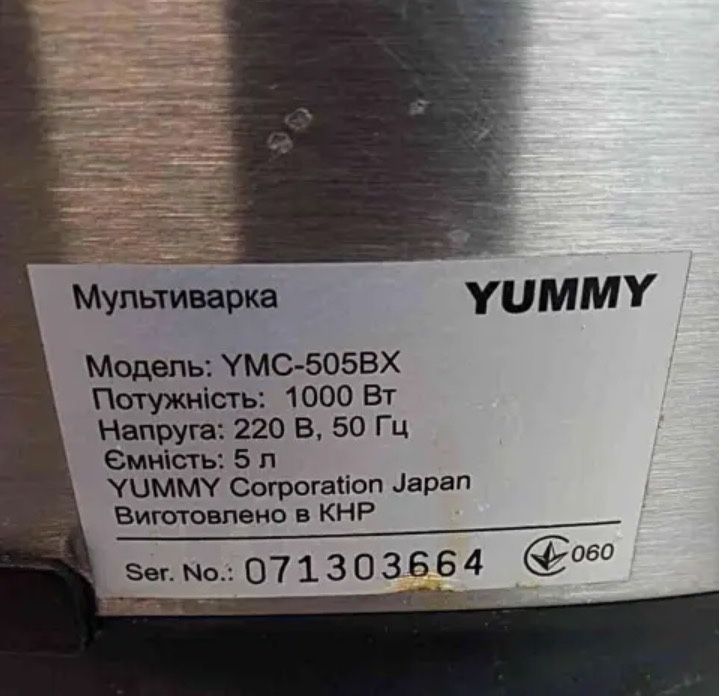 Мультиварка YUMMY
Модель: YMC-505BX
Потужність: 1000 Вт
Напруга: 220 В, 50 Гц
Ємність: 5 л
YUMMY Corporation Japan
Виготовлено в КНР
Ser. No.: 071303664 060